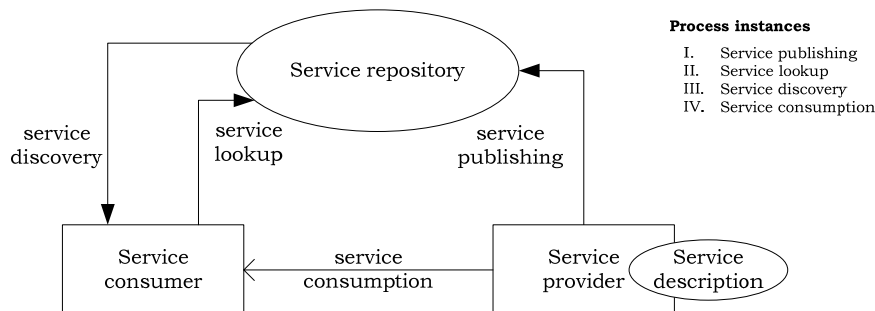 Service repository
Process instances
I. Service publishing
II. Service lookup
III. Service discovery
IV. Service consumption
service
discovery
service
lookup
service
publishing
Service
consumer
service
consumption
Service
provider
Service
description